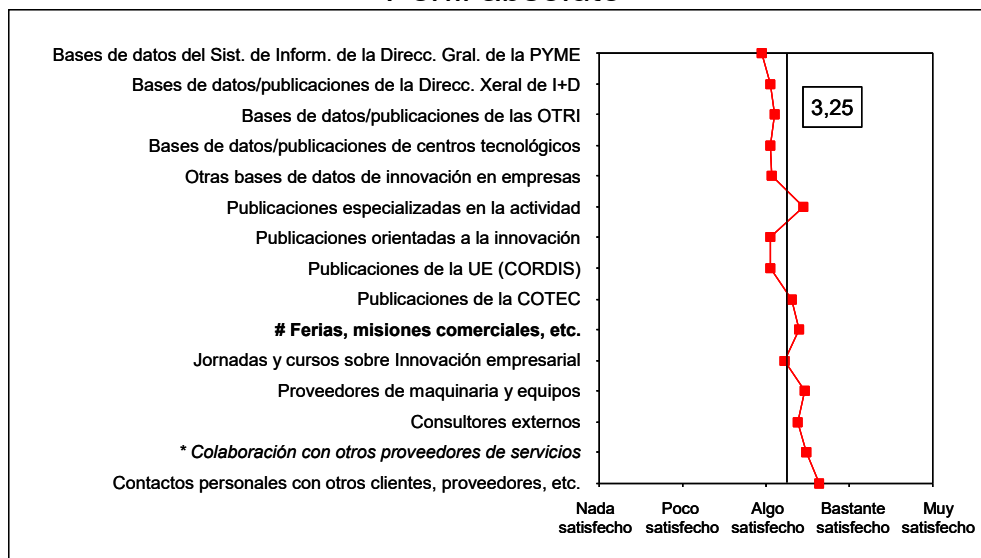 Perfil absoluto
Bases de datos del Sist. de Inform. de la Direcc. Gral. de la PYME
Bases de datos/publicaciones de la Direcc. Xeral de I+D
3,25
Bases de datos/publicaciones de las OTRI
Bases de datos/publicaciones de centros tecnológicos
Otras bases de datos de innovación en empresas
Publicaciones especializadas en la actividad
Publicaciones orientadas a la innovación
Publicaciones de la UE (CORDIS)
Publicaciones de la COTEC
# Ferias, misiones comerciales, etc.
Jornadas y cursos sobre Innovación empresarial
Proveedores de maquinaria y equipos
Consultores externos
* Colaboración con otros proveedores de servicios
Contactos personales con otros clientes, proveedores, etc.
Nada satisfecho
Poco satisfecho
Algo satisfecho
Bastante satisfecho
Muy satisfecho